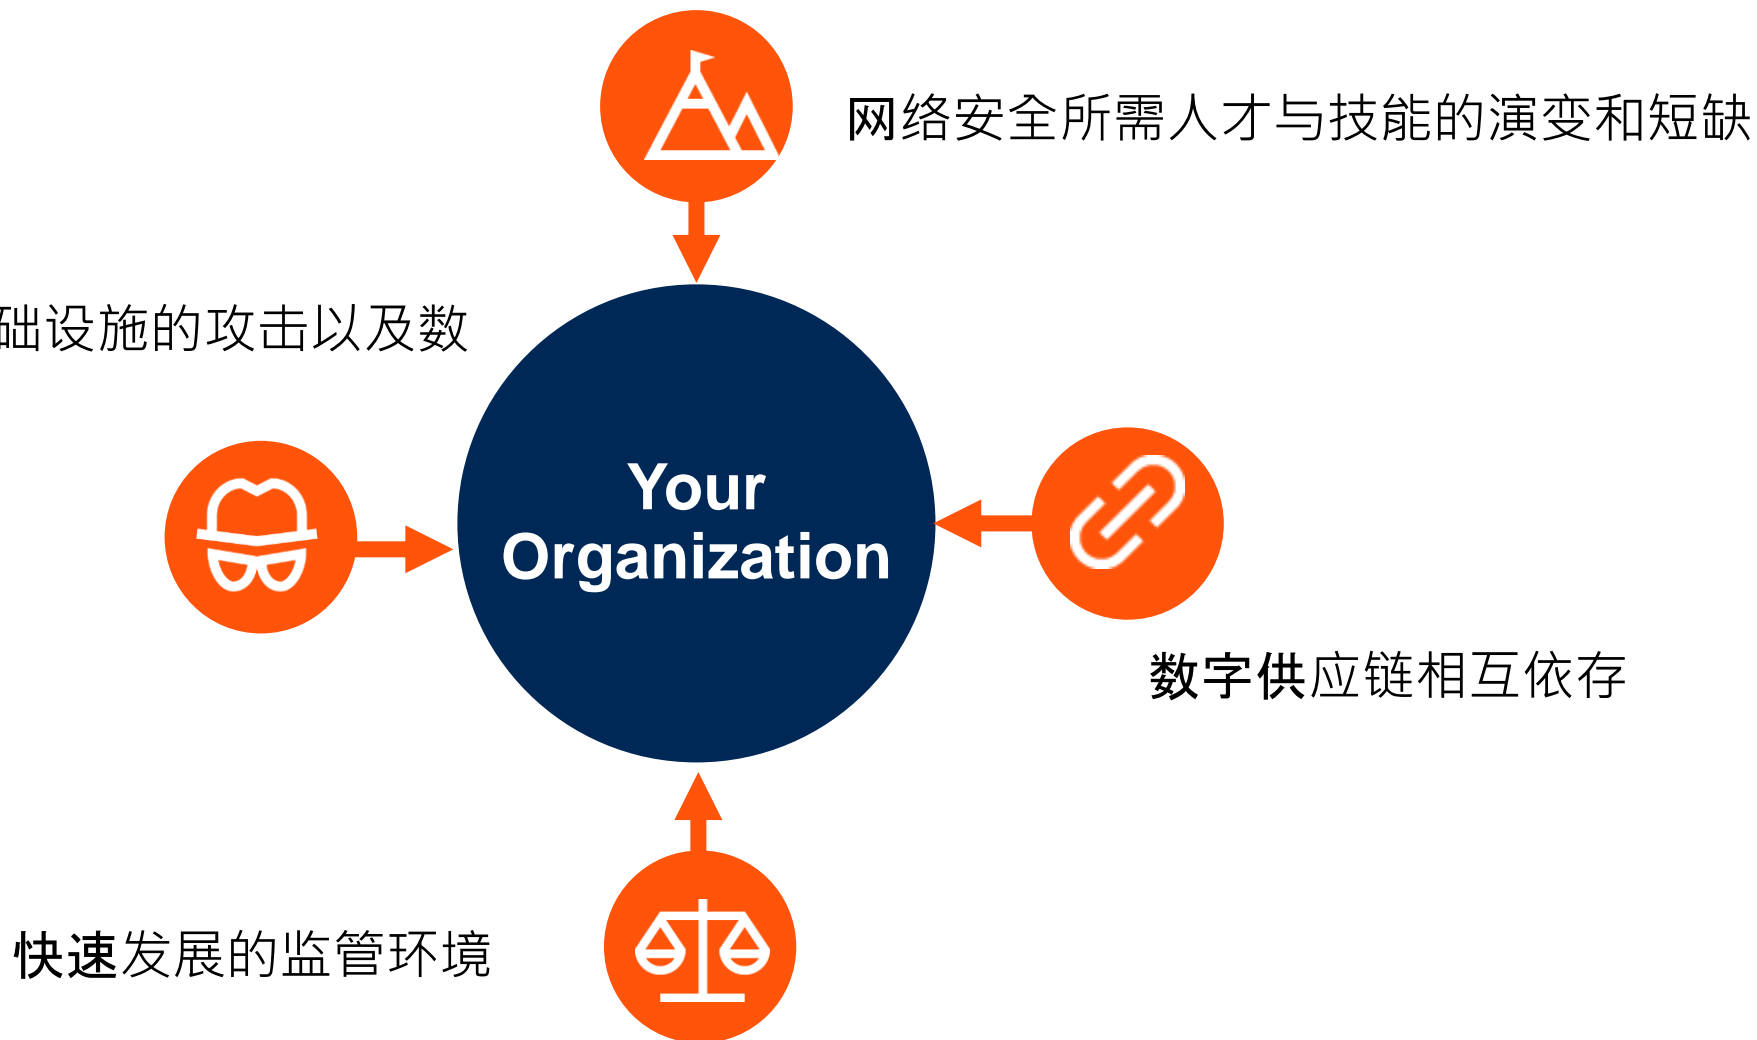 网络安全所需人才与技能的演变和短缺
础设施的攻击以及数
Your
Organization
数字供应链相互依存
快速发展的监管环境